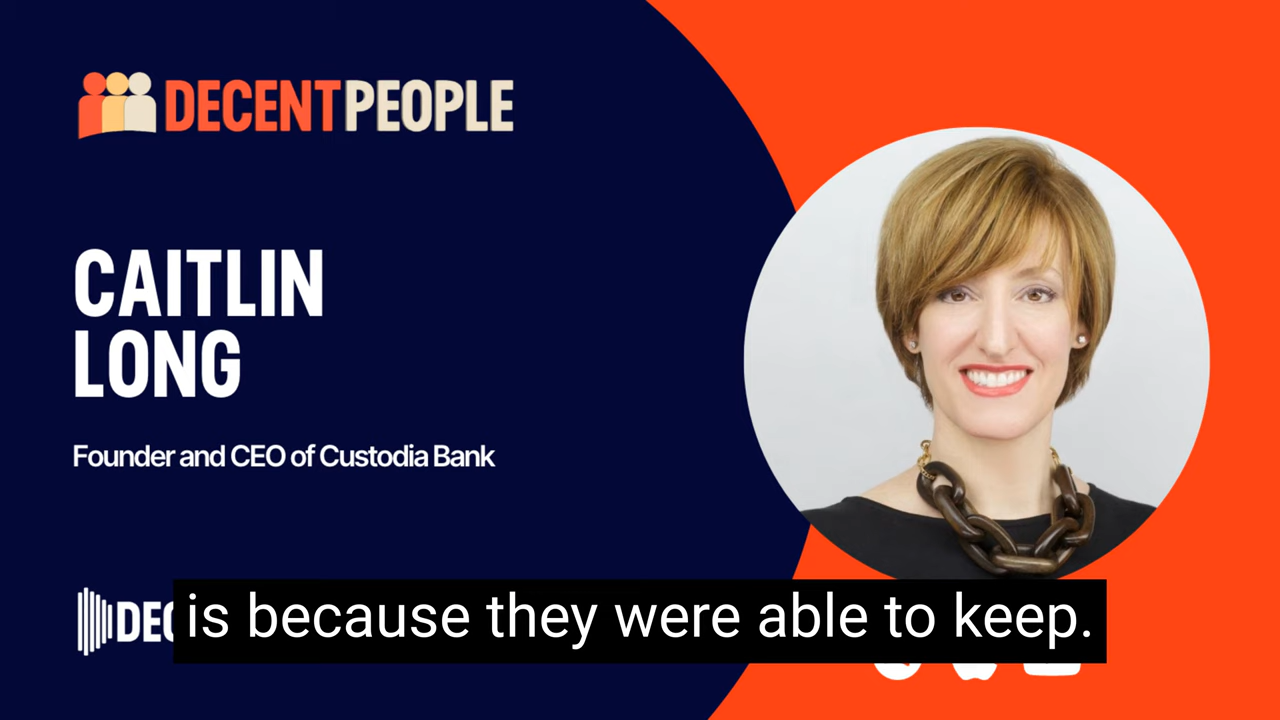 DECENTPEOPLE
CAITLIN
LONG
Founder and CEO of Custodia Bank
is because they were able to keep.